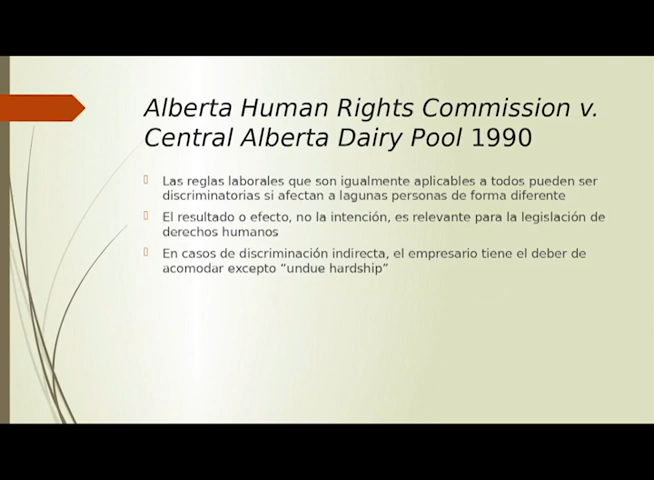 Alberta Human Rights Commission v.
Central Alberta Dairy Pool 1990
Las reglas laborales que son igualmente aplicables a todos pueden ser
discriminatorias si afectan a lagunas personas de forma diferente
El resultado o efecto, no la intención, es relevante para la legislación de
derechos humanos
En casos de discriminación indirecta, el empresario tiene el deber de
acomodar excepto “undue hardship”